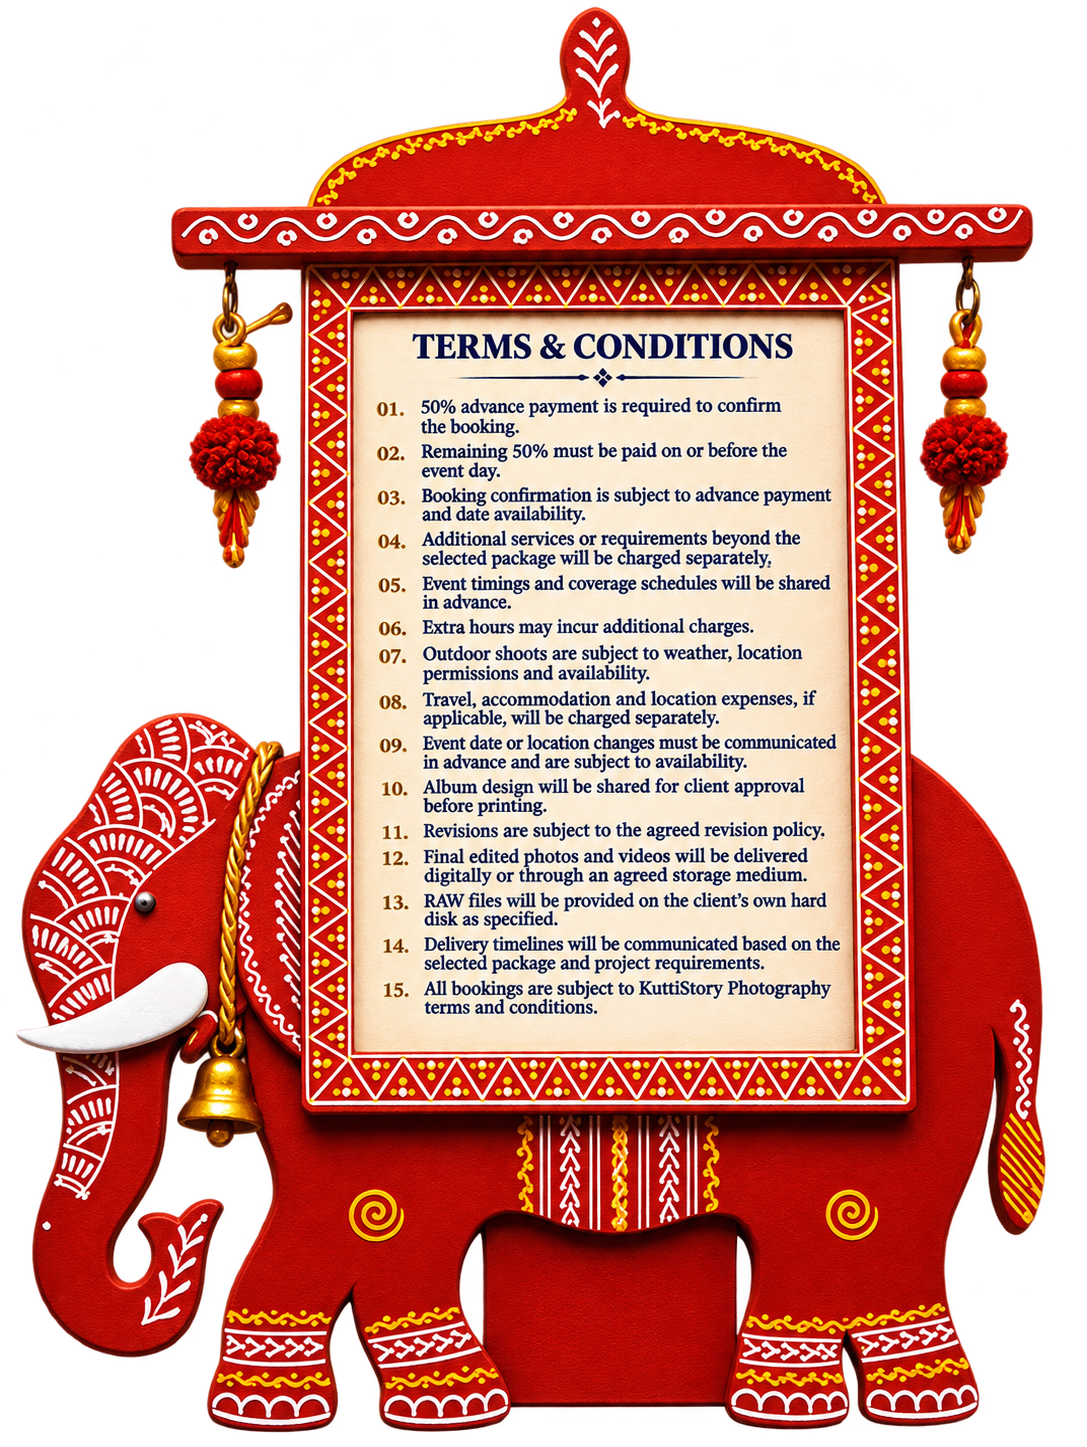 TERMS & CONDITIONS
01. 50% advance payment is required to confirm
the booking.
02. Remaining 50% must be paid on or before the
event day.
03. Booking confirmation is subject to advance payment
and date availability.
04. Additional services or requirements beyond the
selected package will be charged separately.
05. Event timings and coverage schedules will be shared
in advance.
06. Extra hours may incur additional charges.
07. Outdoor shoots are subject to weather, location
permissions and availability.
08. Travel, accommodation and location expenses, if
applicable, will be charged separately.
09. Event date or location changes must be communicated
in advance and are subject to availability.
10. Album design will be shared for client approval
before printing.
11. Revisions are subject to the agreed revision policy.
12. Final edited photos and videos will be delivered
digitally or through an agreed storage medium.
13. RAW files will be provided on the client's own hard
disk as specified.
14. Delivery timelines will be communicated based on the
selected package and project requirements.
15. All bookings are subject to KuttiStory Photography
terms and conditions.